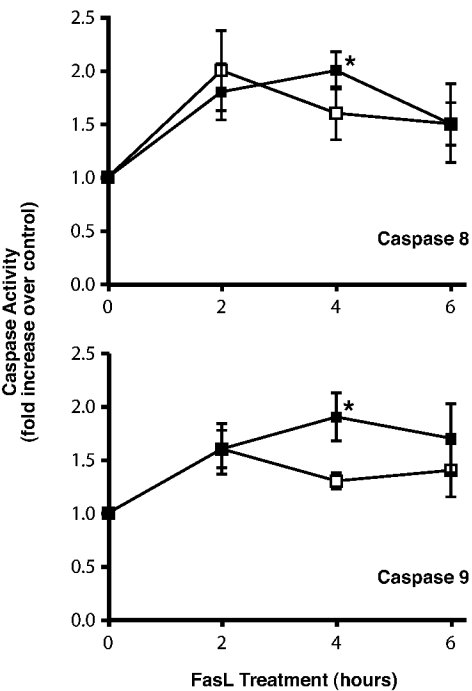 2.5
2.0
*
1.5
1.0
0.5
Caspase 8
0.0
0 2 4 6
Caspase Activity
(fold increase over control)
2.5
2.0
*
1.5
1.0
0.5
Caspase 9
0.0
0 2 4 6
FasL Treatment (hours)